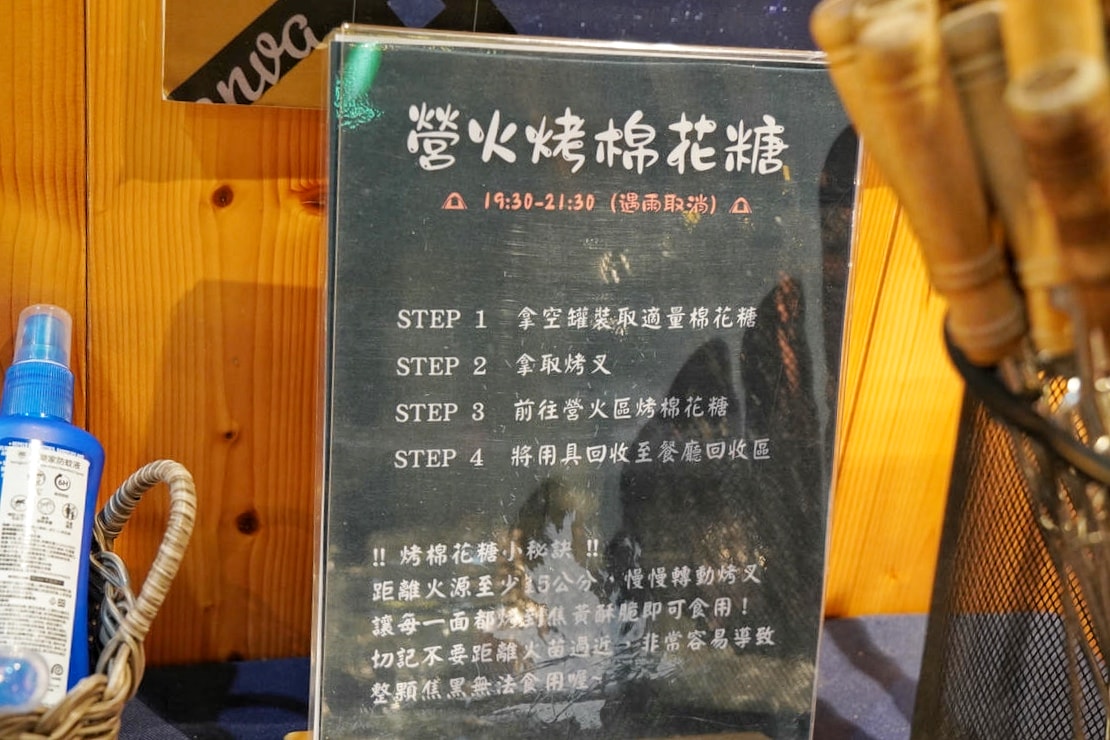 營火烤棉花糖
19:30-21:30 (遇雨取消)
STEP 1 拿空罐裝取適量棉花糖
STEP 2 拿取烤叉
STEP 3 前往營火區烤棉花糖
STEP 4 將用具回收至餐廳回收區
!! 烤棉花糖小秘訣 !!
距離火源至少15公分，慢慢轉動烤叉
讓每一面都烤到焦黃酥脆即可食用！
切記不要距離火苗過近，非常容易導致
整顆焦黑無法食用喔~
家防蚊液
6H